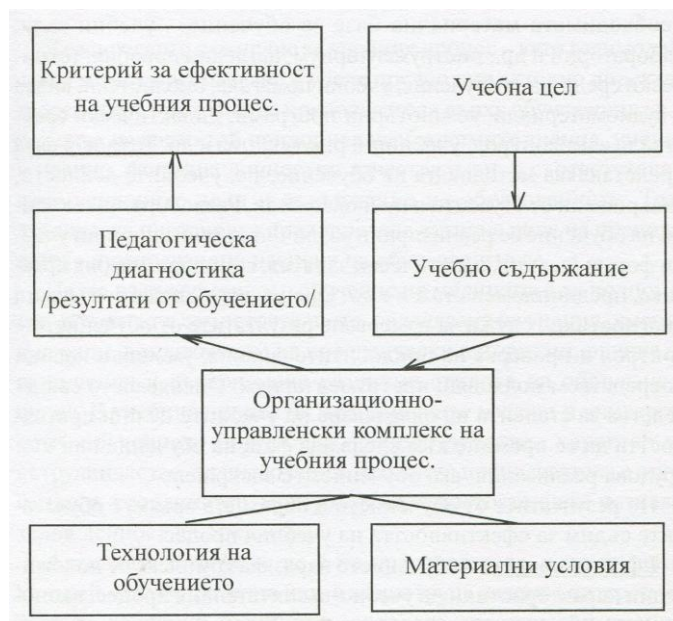 Критерий за ефективност
на учебния процес.
Учебна цел
Педагогическа
диагностика
/резултати от обучението/
Учебно съдържание
Организационно-
управленски комплекс на
учебния процес.
Технология на
обучението
Материални условия